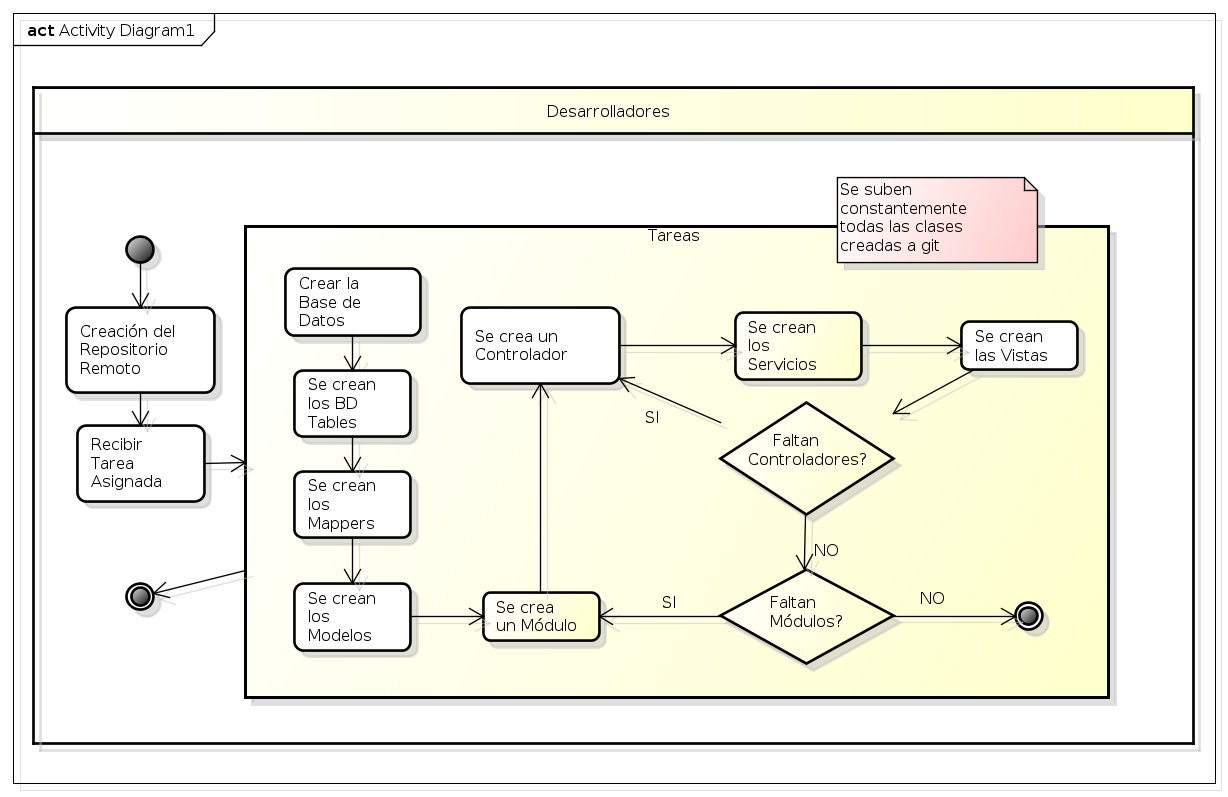 act Activity Diagram1
Desarrolladores
Se suben
constantemente
todas las clases
creadas a git
Tareas
Creación del
Repositorio
Remoto
Recibir
Tarea
Asignada
Crear la
Base de
Datos
Se crean
los BD
Tables
Se crean
los
Mappers
Se crean
los
Modelos
Se crea
un Módulo
Se crea un
Controlador
Se crean
los
Servicios
Se crean
las Vistas
SI
Faltan
Controladores?
NO
Faltan
Módulos?
SI
NO